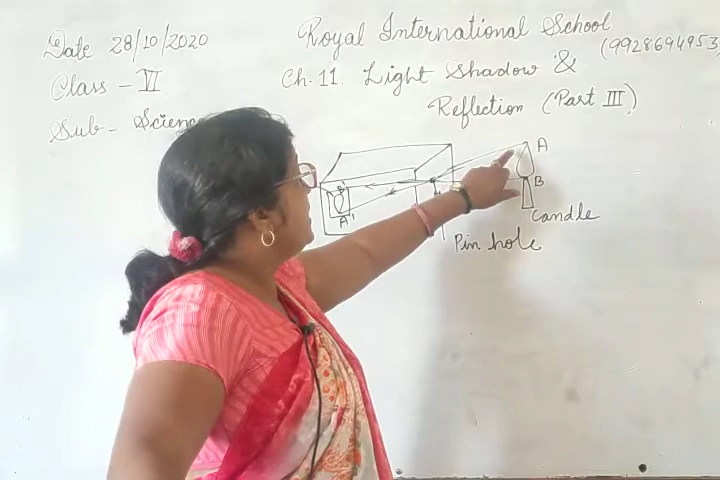 Date 28/10/2020
Class - VI
Sub- Science
Royal International School
(9928694953)
Ch-11. Light Shadow &
Reflection (Part III)
A
B
Candle
Pin hole
B'
A'